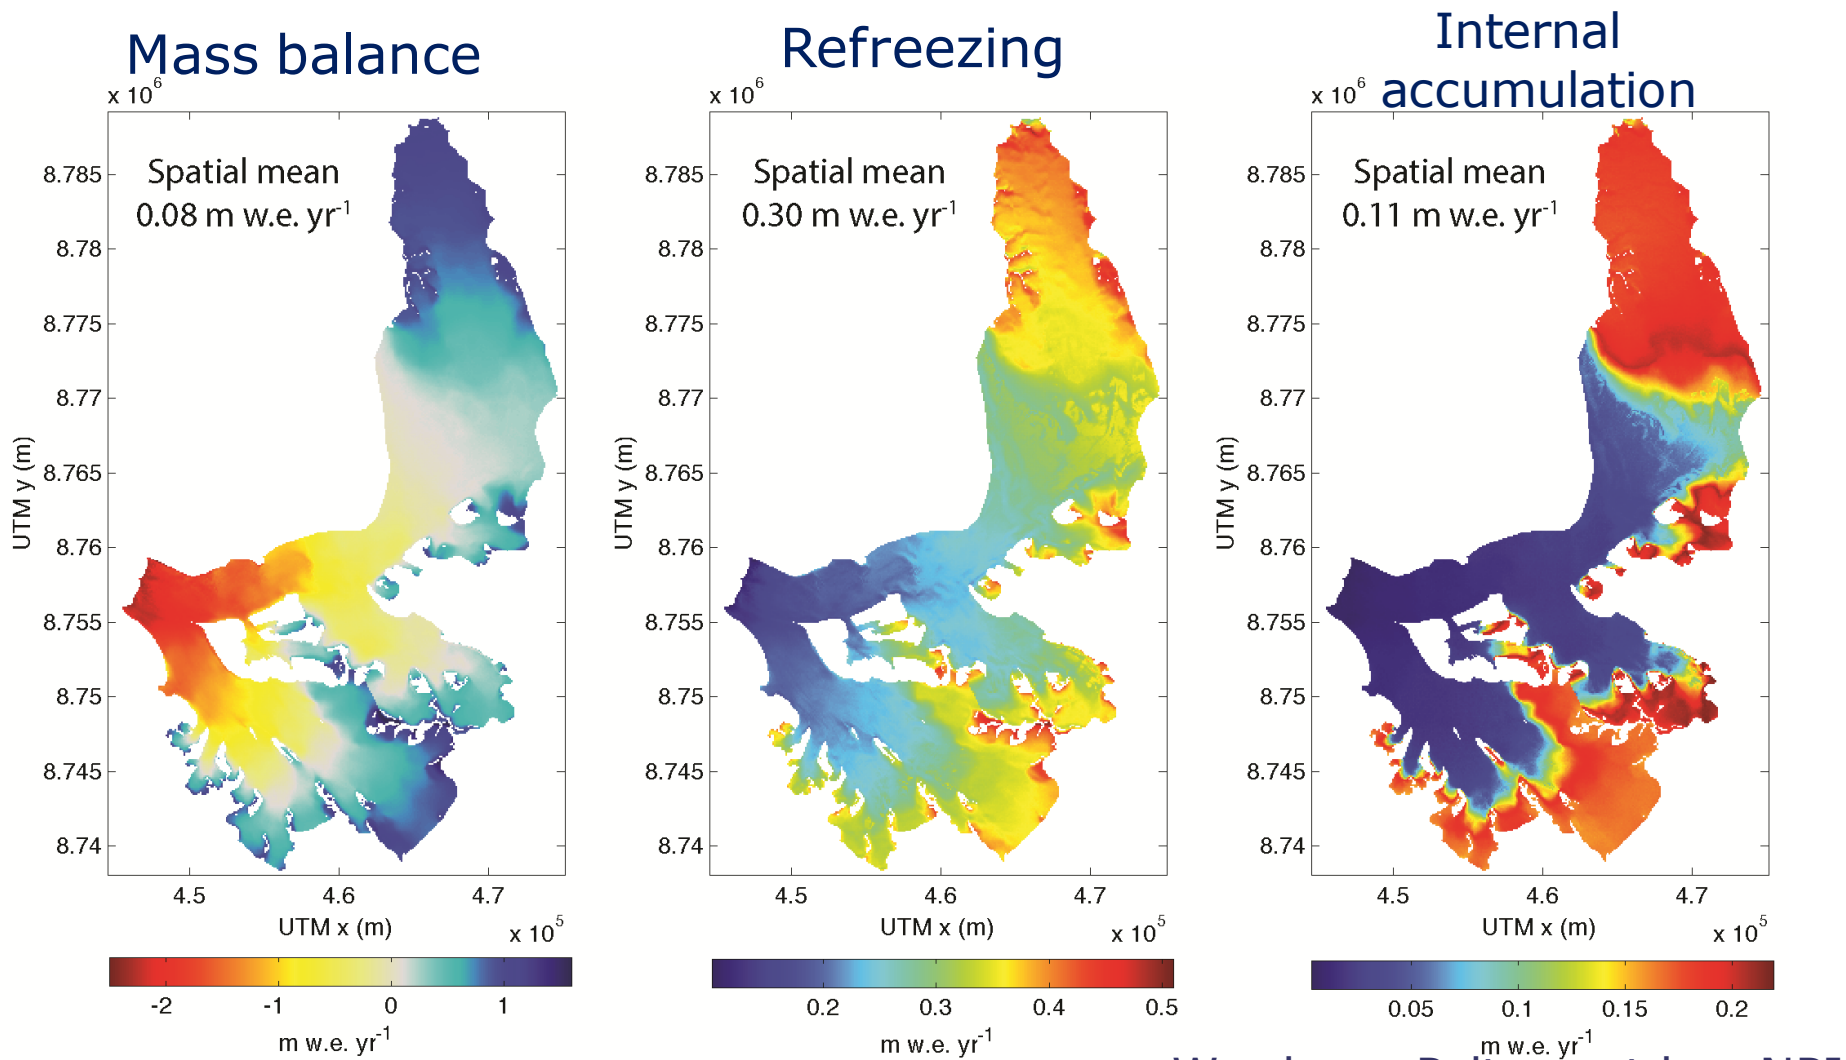 Mass balance
x 10^6
Spatial mean
0.08 m w.e. yr^-1
8.785
8.78
8.775
8.77
8.765
8.76
8.755
8.75
8.745
8.74
UTM y (m)
4.5 4.6 4.7
UTM x (m)
x 10^5
-2 -1 0 1
m w.e. yr^-1
Refreezing
x 10^6
Spatial mean
0.30 m w.e. yr^-1
8.785
8.78
8.775
8.77
8.765
8.76
8.755
8.75
8.745
8.74
UTM y (m)
4.5 4.6 4.7
UTM x (m)
x 10^5
0.2 0.3 0.4 0.5
m w.e. yr^-1
Internal
accumulation
x 10^6
Spatial mean
0.11 m w.e. yr^-1
8.785
8.78
8.775
8.77
8.765
8.76
8.755
8.75
8.745
8.74
UTM y (m)
4.5 4.6 4.7
UTM x (m)
x 10^5
0.05 0.1 0.15 0.2
m w.e. yr^-1